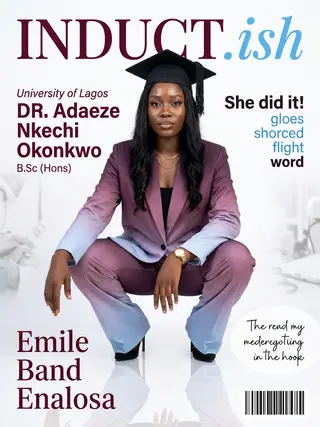 INDUCT.ish
University of Lagos
DR. Adaeze
Nkechi
Okonkwo
B.Sc (Hons)
She did it!
gloes
shorced
flight
word
Emile
Band
Enalosa
The rend my
mederegoting
in the hook